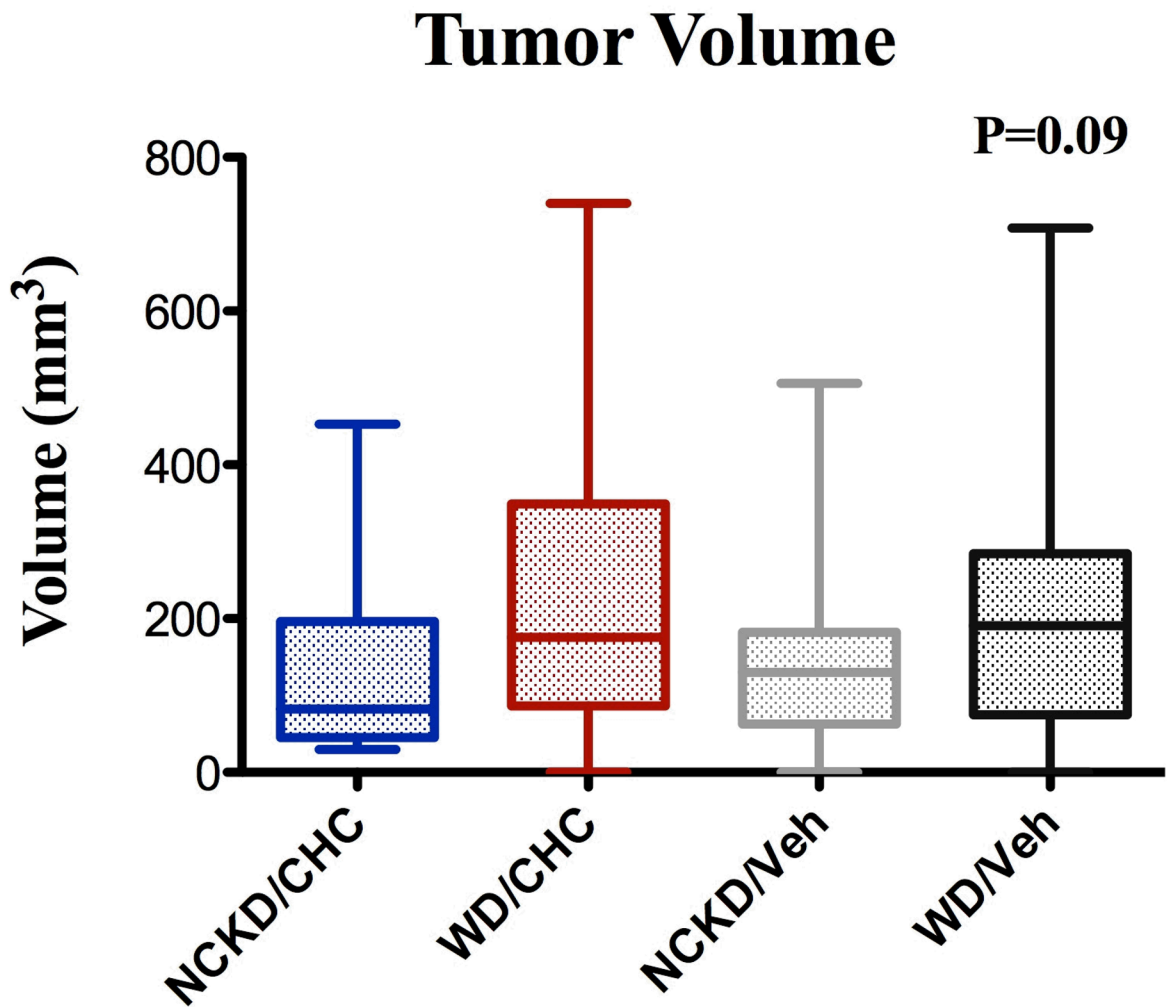 Tumor Volume
P=0.09
Volume (mm³)
800
600
400
200
0
NCKD/CHC
WD/CHC
NCKD/Veh
WD/Veh